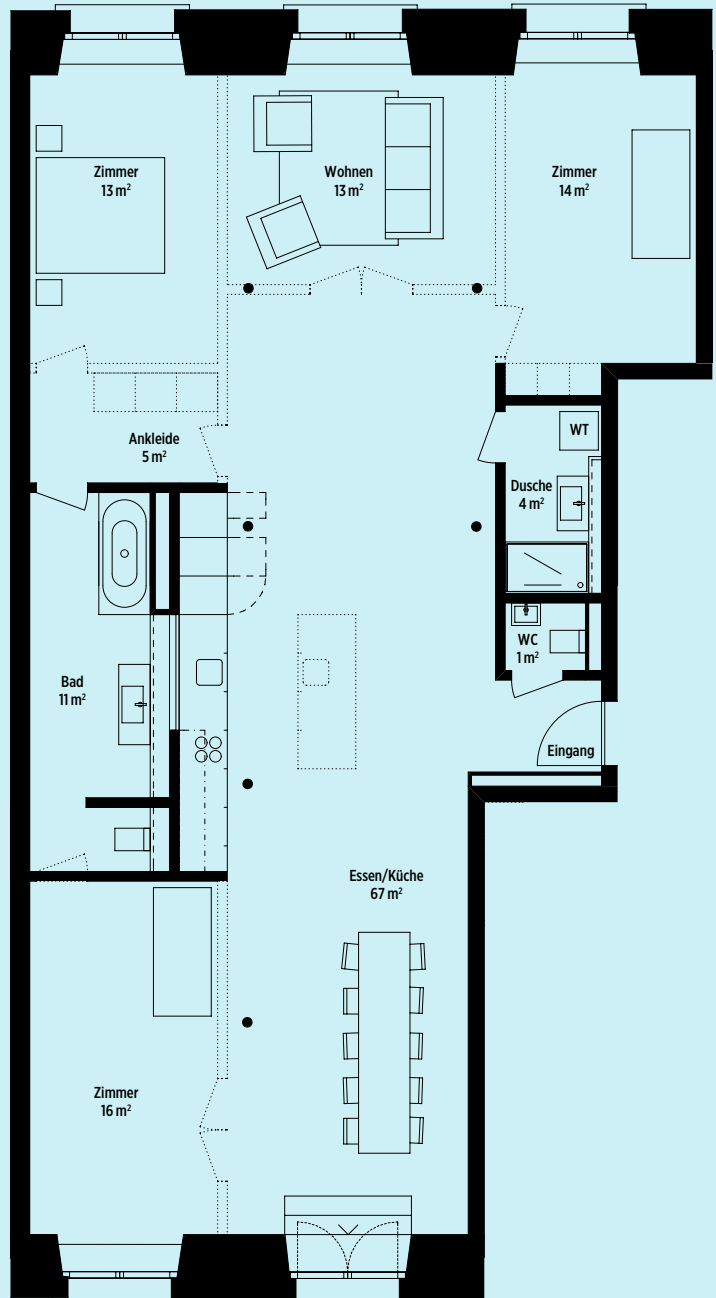 Zimmer
13 m²
Wohnen
13 m²
Zimmer
14 m²
Ankleide
5 m²
WT
Dusche
4 m²
WC
1 m²
Bad
11 m²
Eingang
Essen/Küche
67 m²
Zimmer
16 m²